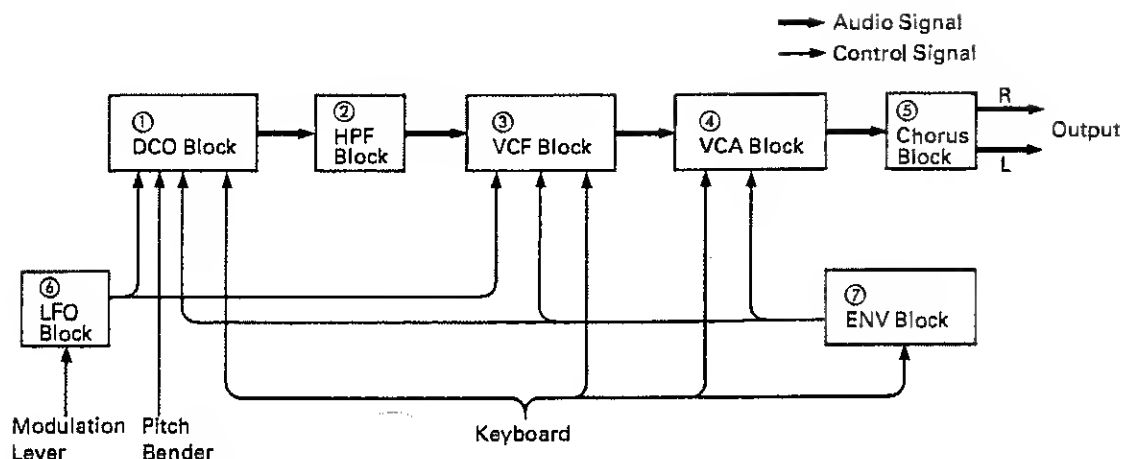 Audio Signal
Control Signal
①
DCO Block
②
HPF
Block
③
VCF Block
④
VCA Block
⑤
Chorus
Block
R
L
Output
⑥
LFO
Block
⑦
ENV Block
Modulation
Lever
Pitch
Bender
Keyboard